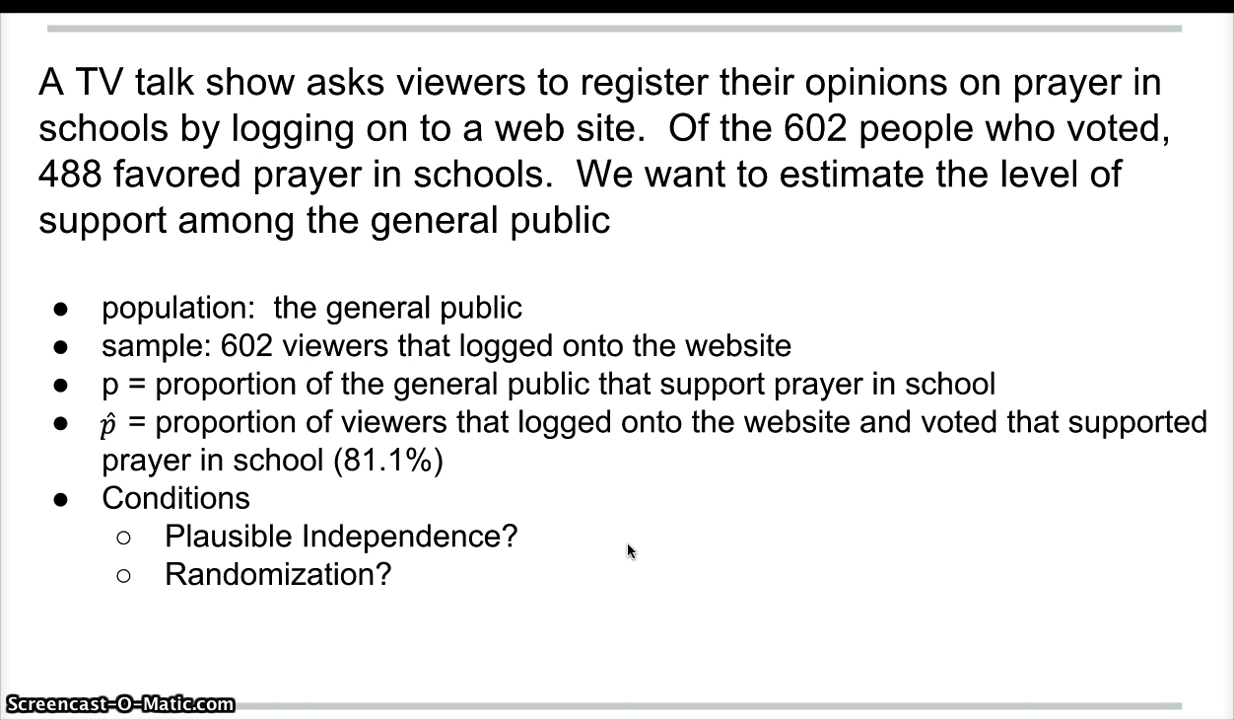 A TV talk show asks viewers to register their opinions on prayer in
schools by logging on to a web site.  Of the 602 people who voted,
488 favored prayer in schools.  We want to estimate the level of
support among the general public
● population:  the general public
● sample: 602 viewers that logged onto the website
● p = proportion of the general public that support prayer in school
● p̂ = proportion of viewers that logged onto the website and voted that supported
prayer in school (81.1%)
● Conditions
○ Plausible Independence?
○ Randomization?
Screencast-O-Matic.com